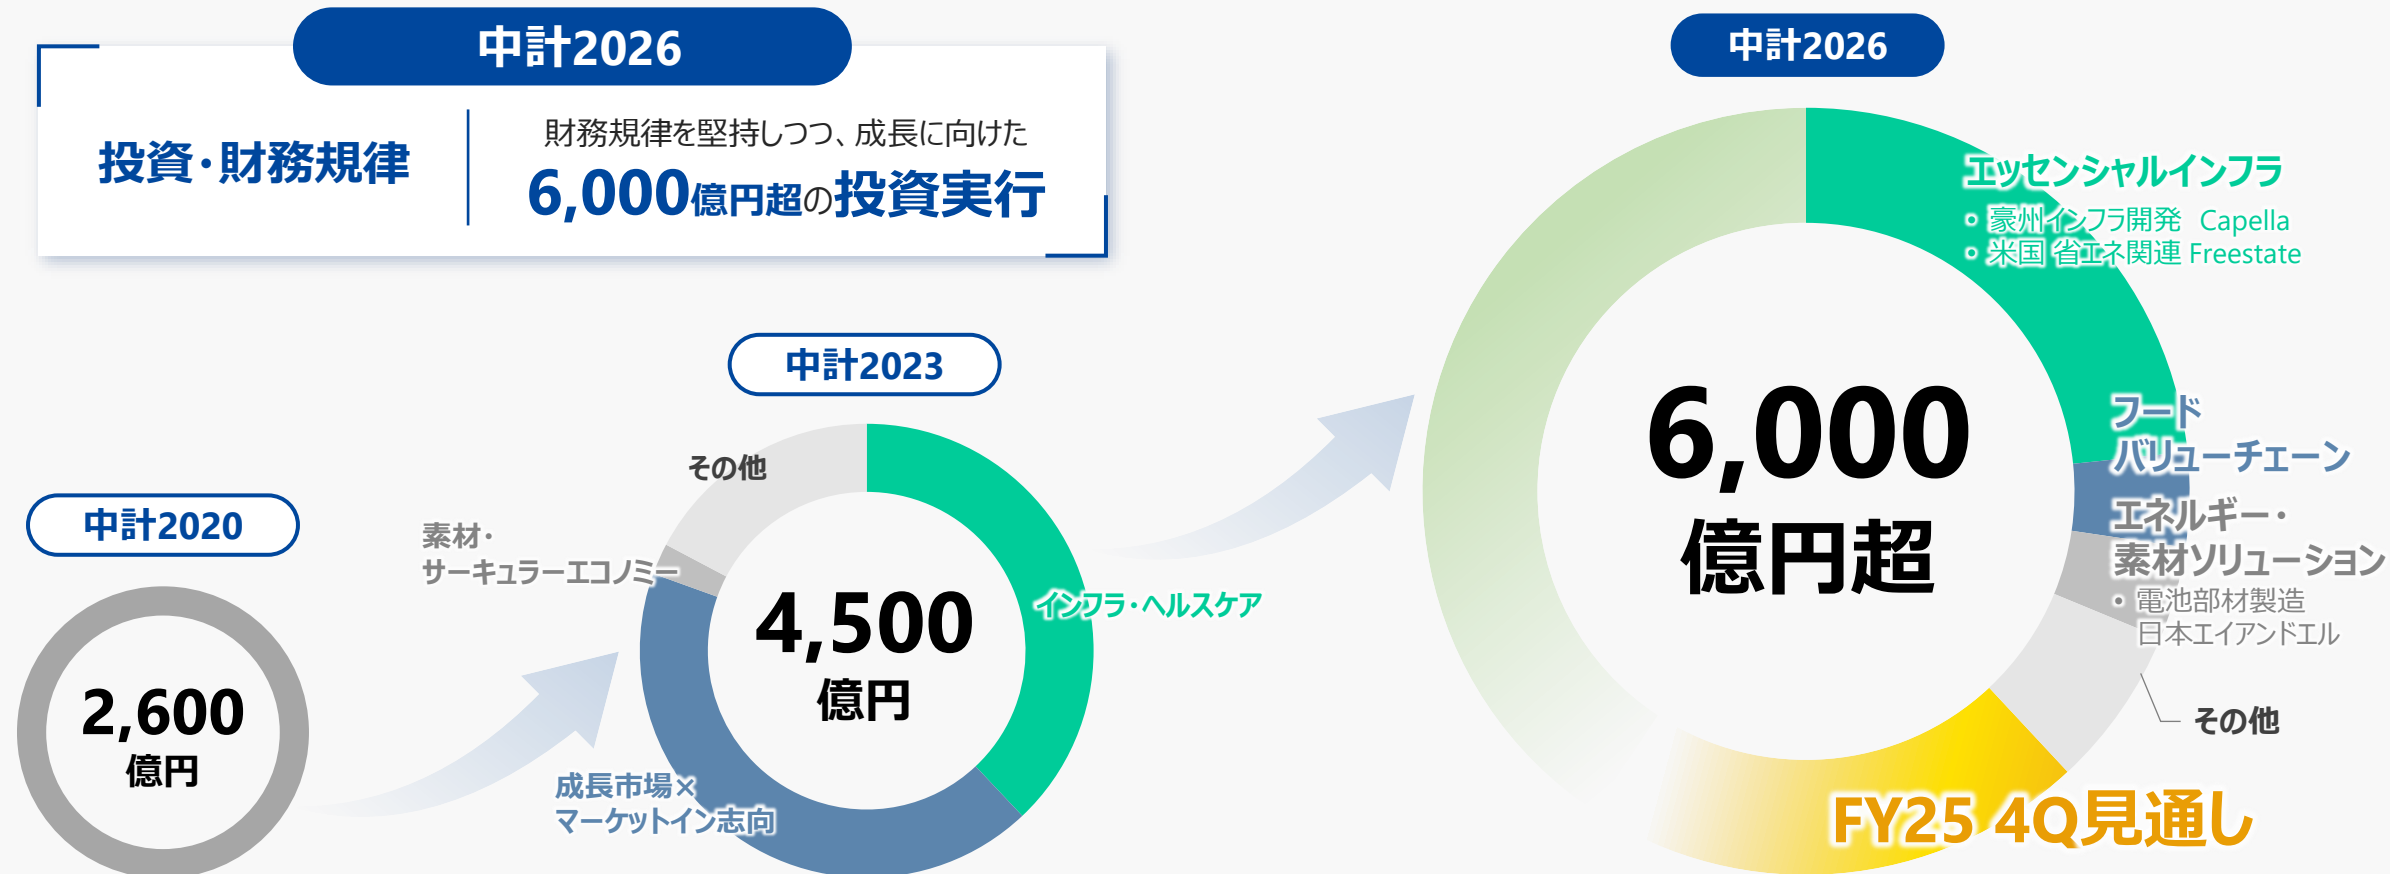 中計2026
投資・財務規律
財務規律を堅持しつつ、成長に向けた
6,000億円超の投資実行
中計2020
2,600
億円
中計2023
その他
素材・
サーキュラーエコノミー
インフラ・ヘルスケア
4,500
億円
成長市場×
マーケットイン志向
中計2026
エッセンシャルインフラ
・豪州インフラ開発 Capella
・米国 省エネ関連 Freestate
6,000
億円超
フード
バリューチェーン
エネルギー・
素材ソリューション
・電池部材製造
日本エイアンドエル
その他
FY25 4Q見通し